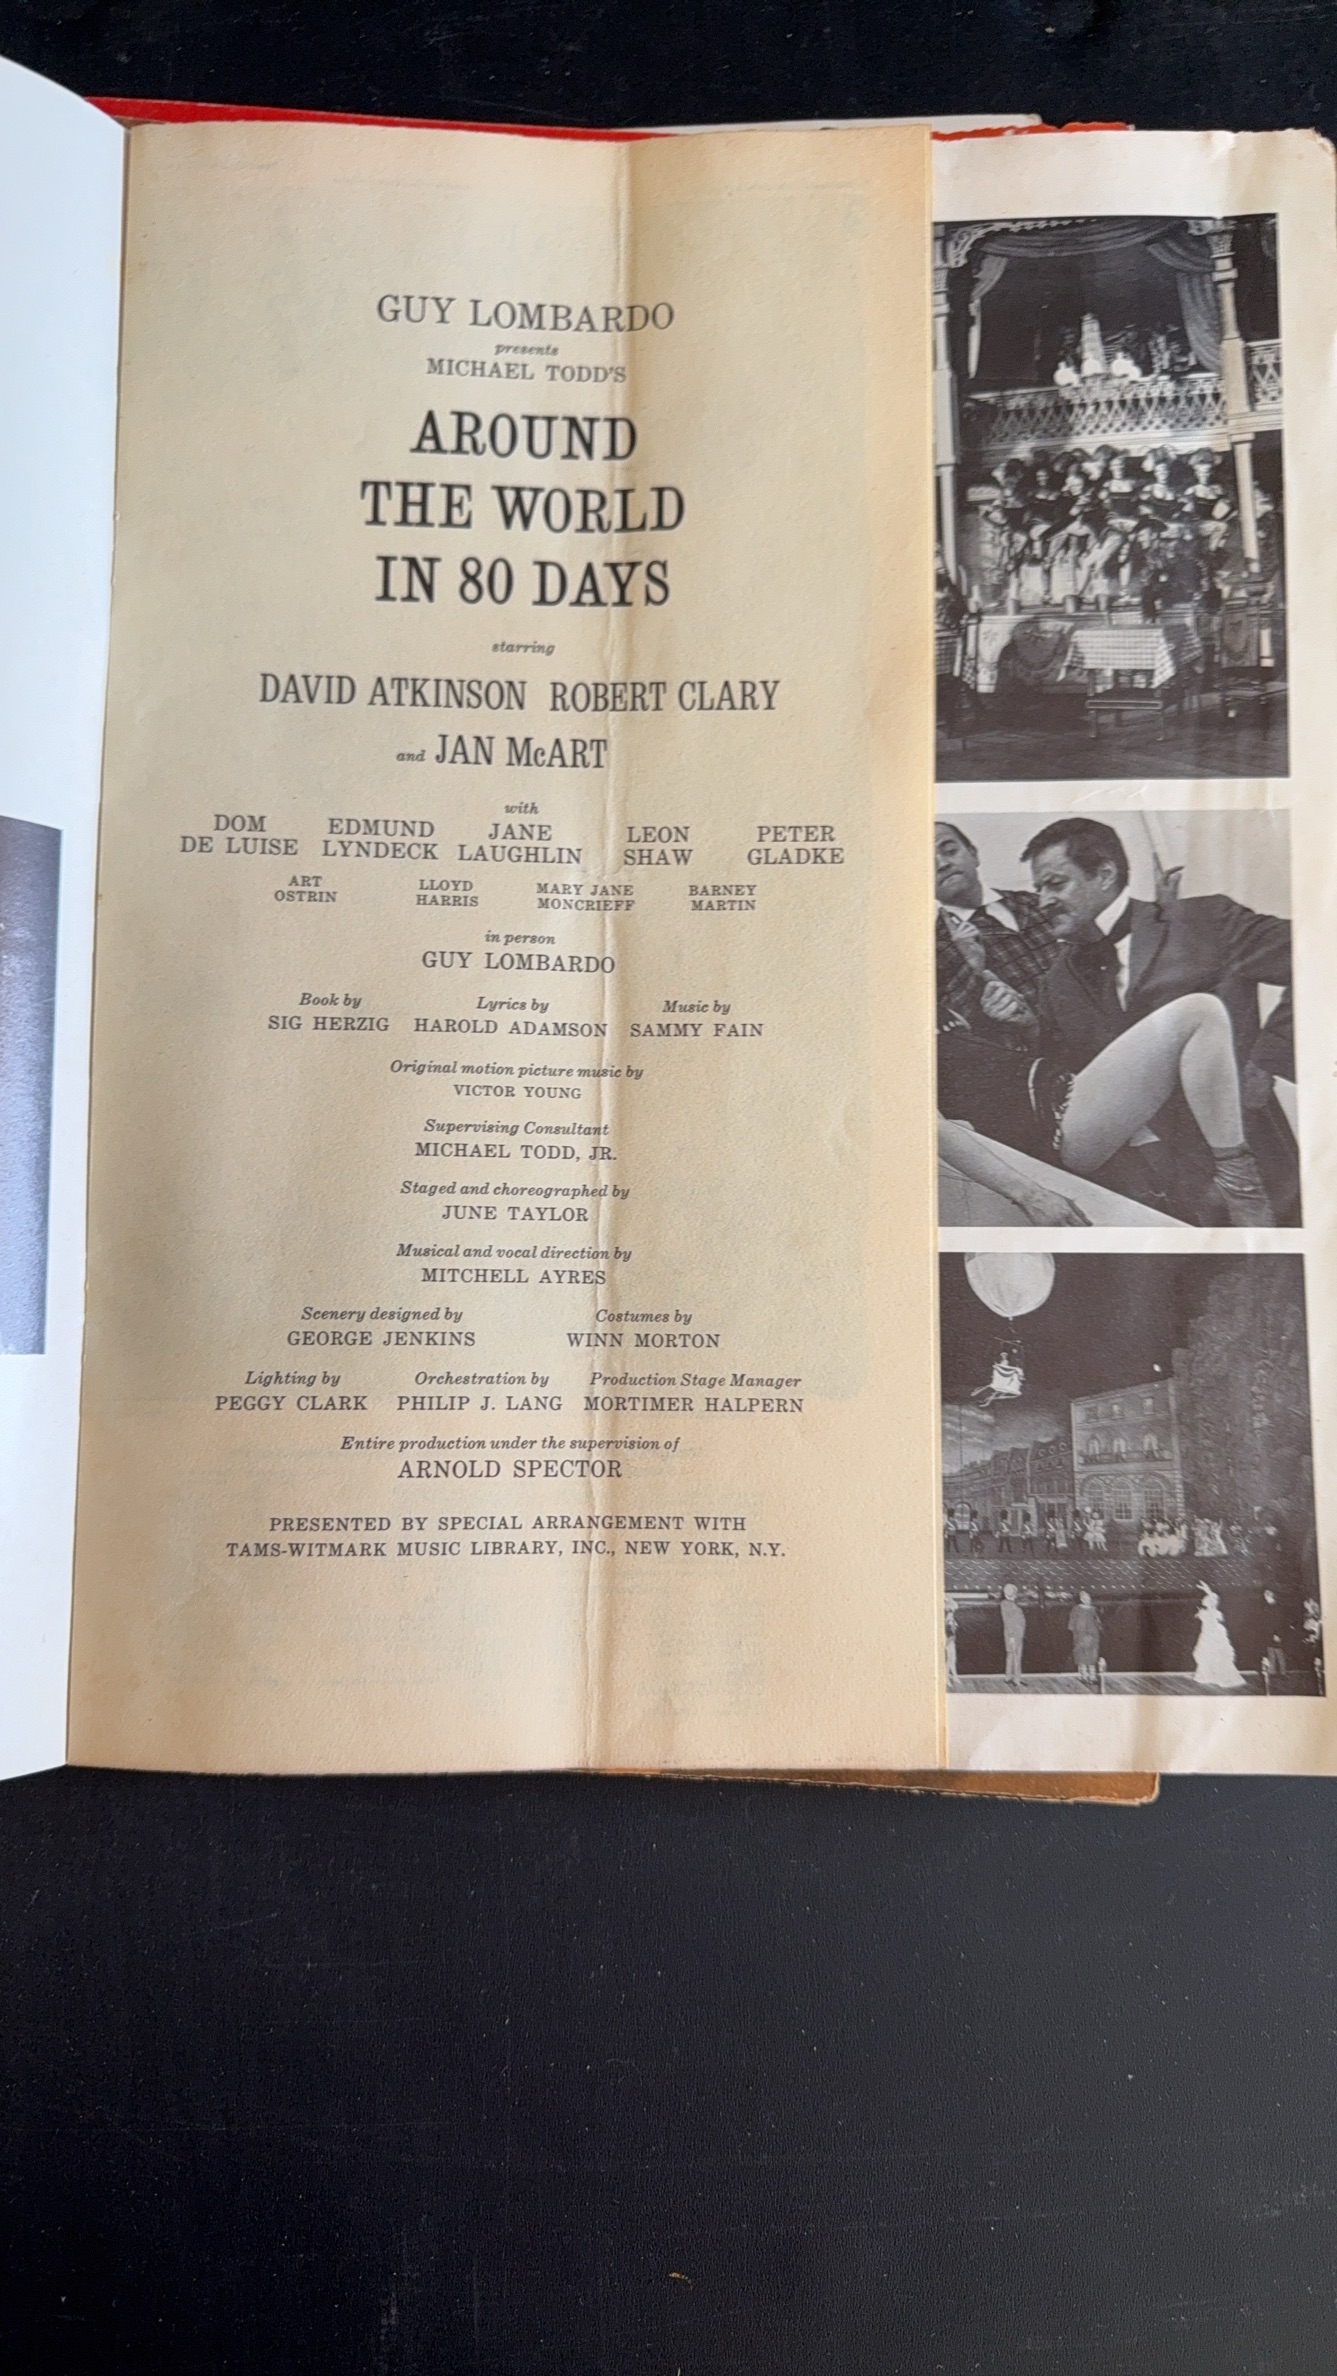 GUY LOMBARDO
presents
MICHAEL TODD'S
AROUND
THE WORLD
IN 80 DAYS
starring
DAVID ATKINSON ROBERT CLARY
and JAN McART
with
DOM EDMUND JANE LEON PETER
DE LUISE LYNDECK LAUGHLIN SHAW GLADKE
ART LLOYD MARY JANE BARNEY
OSTRIN HARRIS MONCRIEFF MARTIN
in person
GUY LOMBARDO
Book by Lyrics by Music by
SIG HERZIG HAROLD ADAMSON SAMMY FAIN
Original motion picture music by
VICTOR YOUNG
Supervising Consultant
MICHAEL TODD, JR.
Staged and choreographed by
JUNE TAYLOR
Musical and vocal direction by
MITCHELL AYRES
Scenery designed by Costumes by
GEORGE JENKINS WINN MORTON
Lighting by Orchestration by Production Stage Manager
PEGGY CLARK PHILIP J. LANG MORTIMER HALPERN
Entire production under the supervision of
ARNOLD SPECTOR
PRESENTED BY SPECIAL ARRANGEMENT WITH
TAMS-WITMARK MUSIC LIBRARY, INC., NEW YORK, N.Y.